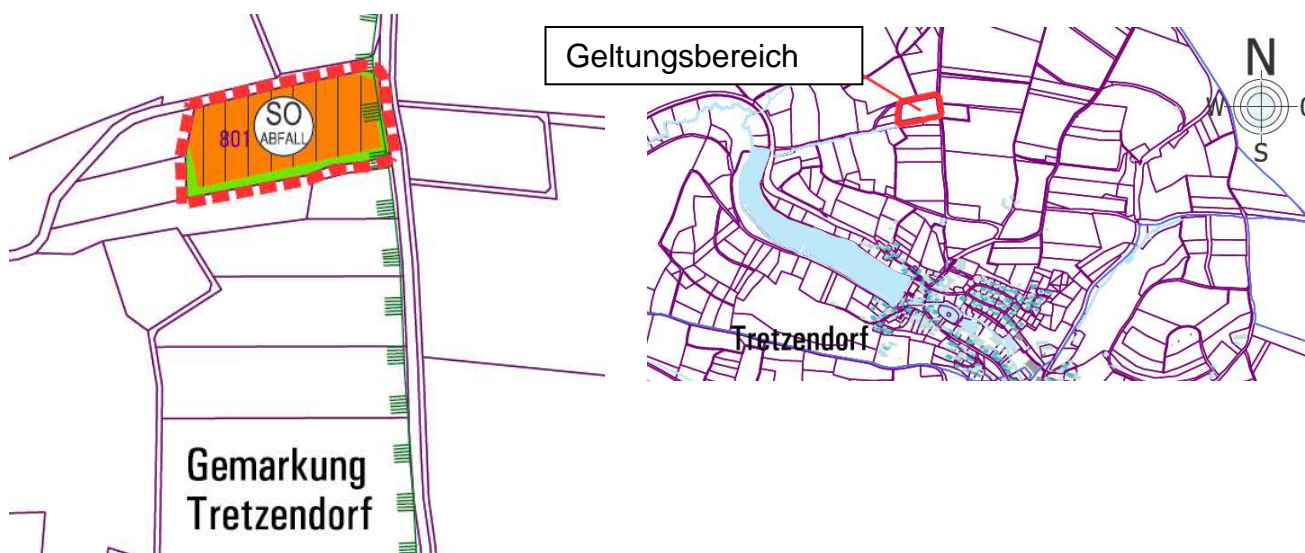 801
SO
ABFALL
Gemarkung
Tretzendorf
Geltungsbereich
Tretzendorf
N
W
O
S